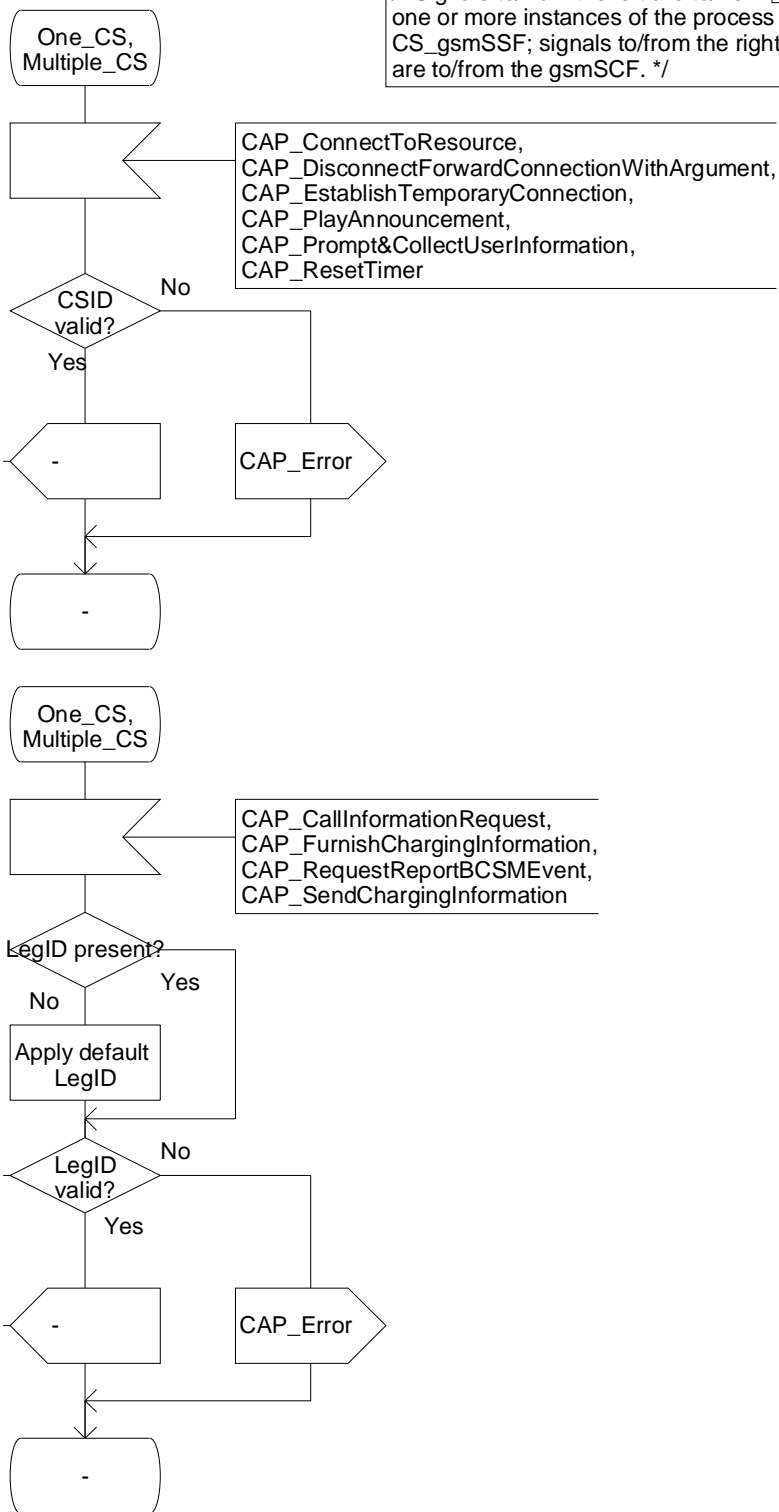 one or more instances of the process
CS_gsmSSF; signals to/from the right
are to/from the gsmSCF. */
One_CS,
Multiple_CS
CAP_ConnectToResource,
CAP_DisconnectForwardConnectionWithArgument,
CAP_EstablishTemporaryConnection,
CAP_PlayAnnouncement,
CAP_Prompt&CollectUserInformation,
CAP_ResetTimer
CSID
valid?
No
Yes
-
CAP_Error
-
One_CS,
Multiple_CS
CAP_CallInformationRequest,
CAP_FurnishChargingInformation,
CAP_RequestReportBCSMEvent,
CAP_SendChargingInformation
LegID present?
Yes
No
Apply default
LegID
LegID
valid?
No
Yes
-
CAP_Error
-